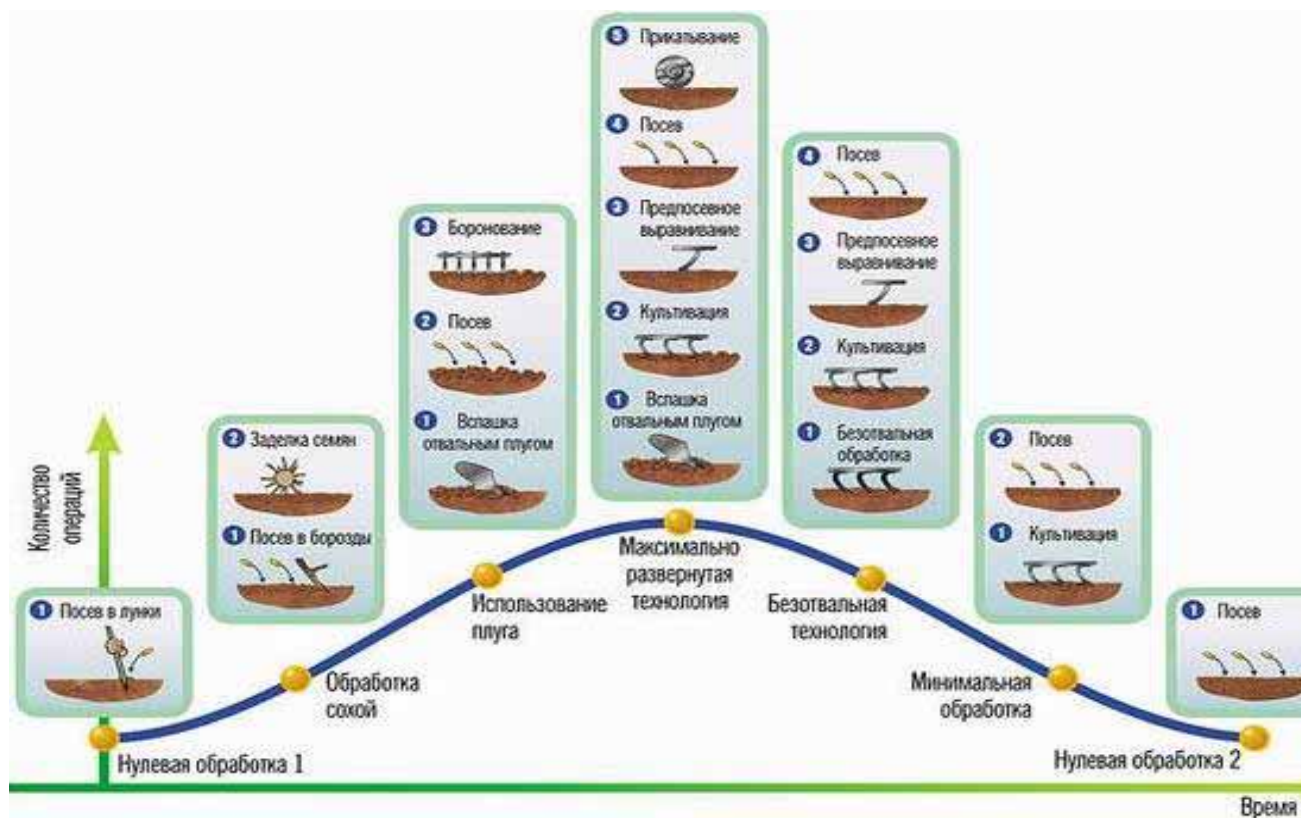 Количество
операций
1 Посев в лунки
Нулевая обработка 1
2 Заделка семян
1 Посев в борозды
Обработка
сохой
3 Боронование
2 Посев
1 Вспашка
отвальным плугом
Использование
плуга
5 Прикатывание
4 Посев
3 Предпосевное
выравнивание
2 Культивация
1 Вспашка
отвальным плугом
Максимально
развернутая
технология
4 Посев
3 Предпосевное
выравнивание
2 Культивация
1 Безотвальная
обработка
Безотвальная
технология
2 Посев
1 Культивация
Минимальная
обработка
1 Посев
Нулевая обработка 2
Время